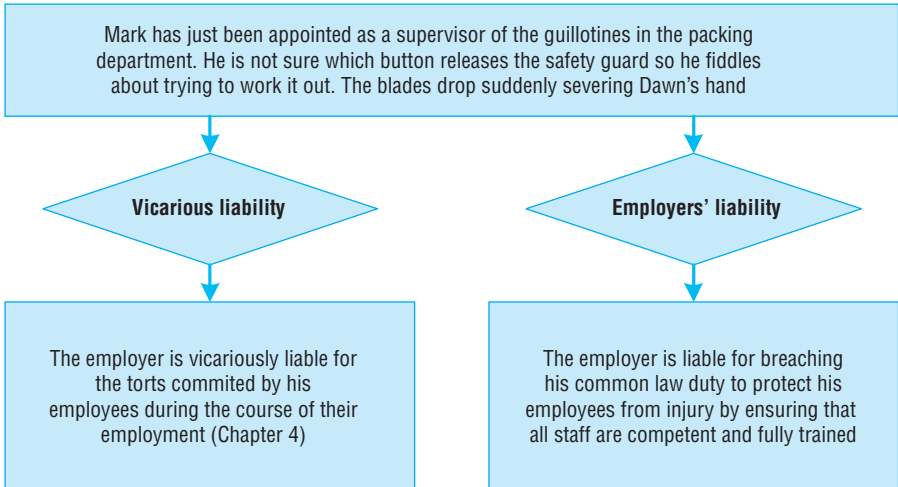 Mark has just been appointed as a supervisor of the guillotines in the packing
department. He is not sure which button releases the safety guard so he fiddles
about trying to work it out. The blades drop suddenly severing Dawn's hand
Vicarious liability
Employers' liability
The employer is vicariously liable for
the torts commited by his
employees during the course of their
employment (Chapter 4)
The employer is liable for breaching
his common law duty to protect his
employees from injury by ensuring that
all staff are competent and fully trained